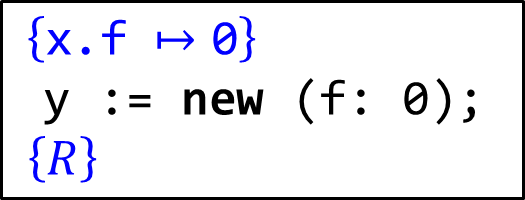 {x.f ↦ 0}
y := new (f: 0);
{R}